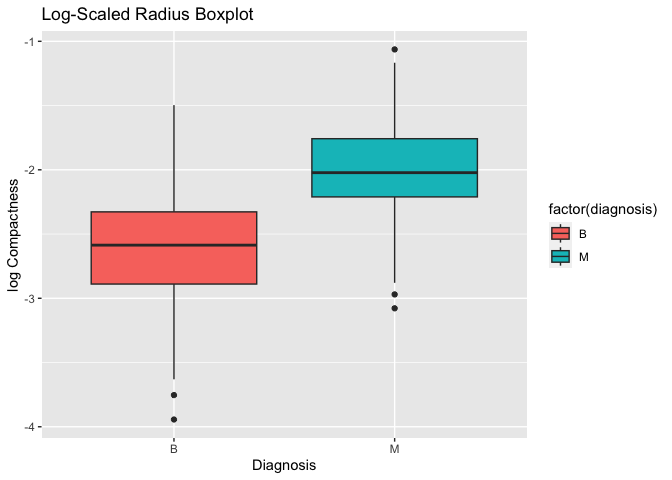 Log-Scaled Radius Boxplot
log Compactness
-1
-2
-3
-4
B
M
Diagnosis
factor(diagnosis)
B
M